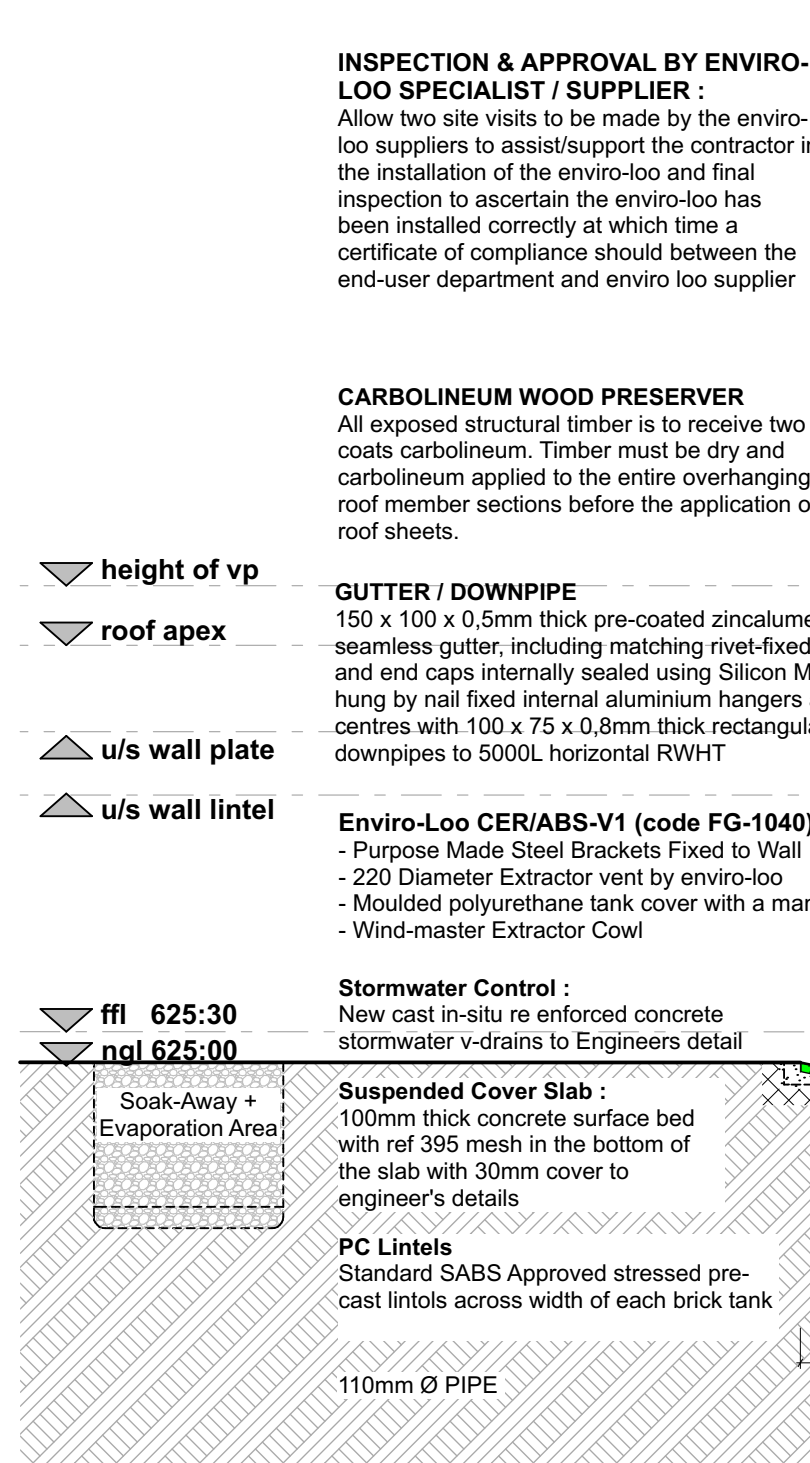 INSPECTION & APPROVAL BY ENVIRO-
LOO SPECIALIST / SUPPLIER :
Allow two site visits to be made by the enviro-
loo suppliers to assist/support the contractor in
the installation of the enviro-loo and final
inspection to ascertain the enviro-loo has
been installed correctly at which time a
certificate of compliance should between the
end-user department and enviro loo supplier
CARBOLINEUM WOOD PRESERVER
All exposed structural timber is to receive two
coats carbolineum. Timber must be dry and
carbolineum applied to the entire overhanging
roof member sections before the application
roof sheets.
height of vp
GUTTER / DOWNPIPE
150 x 100 x 0,5mm thick pre-coated zincalume
roof apex
seamless gutter, including matching rivet-fixed
and end caps internally sealed using Silicon
hung by nail fixed internal aluminium hangers
centres with 100 x 75 x 0,8mm thick
u/s wall plate
downpipes to 5000L horizontal RWHT
u/s wall lintel
Enviro-Loo CER/ABS-V1 (code FG-1040)
- Purpose Made Steel Brackets Fixed to Wall
- 220 Diameter Extractor vent by enviro-loo
- Moulded polyurethane tank cover with a
- Wind-master Extractor Cowl
Stormwater Control :
ffl 625:30
New cast in-situ re enforced concrete
stormwater v-drains to Engineers detail
ngl 625:00
Soak-Away +
Evaporation Area
Suspended Cover Slab :
100mm thick concrete surface bed
with ref 395 mesh in the bottom of
the slab with 30mm cover to
engineer's details
PC Lintels
Standard SABS Approved stressed pre-
cast lintols across width of each brick tank
110mm Ø PIPE